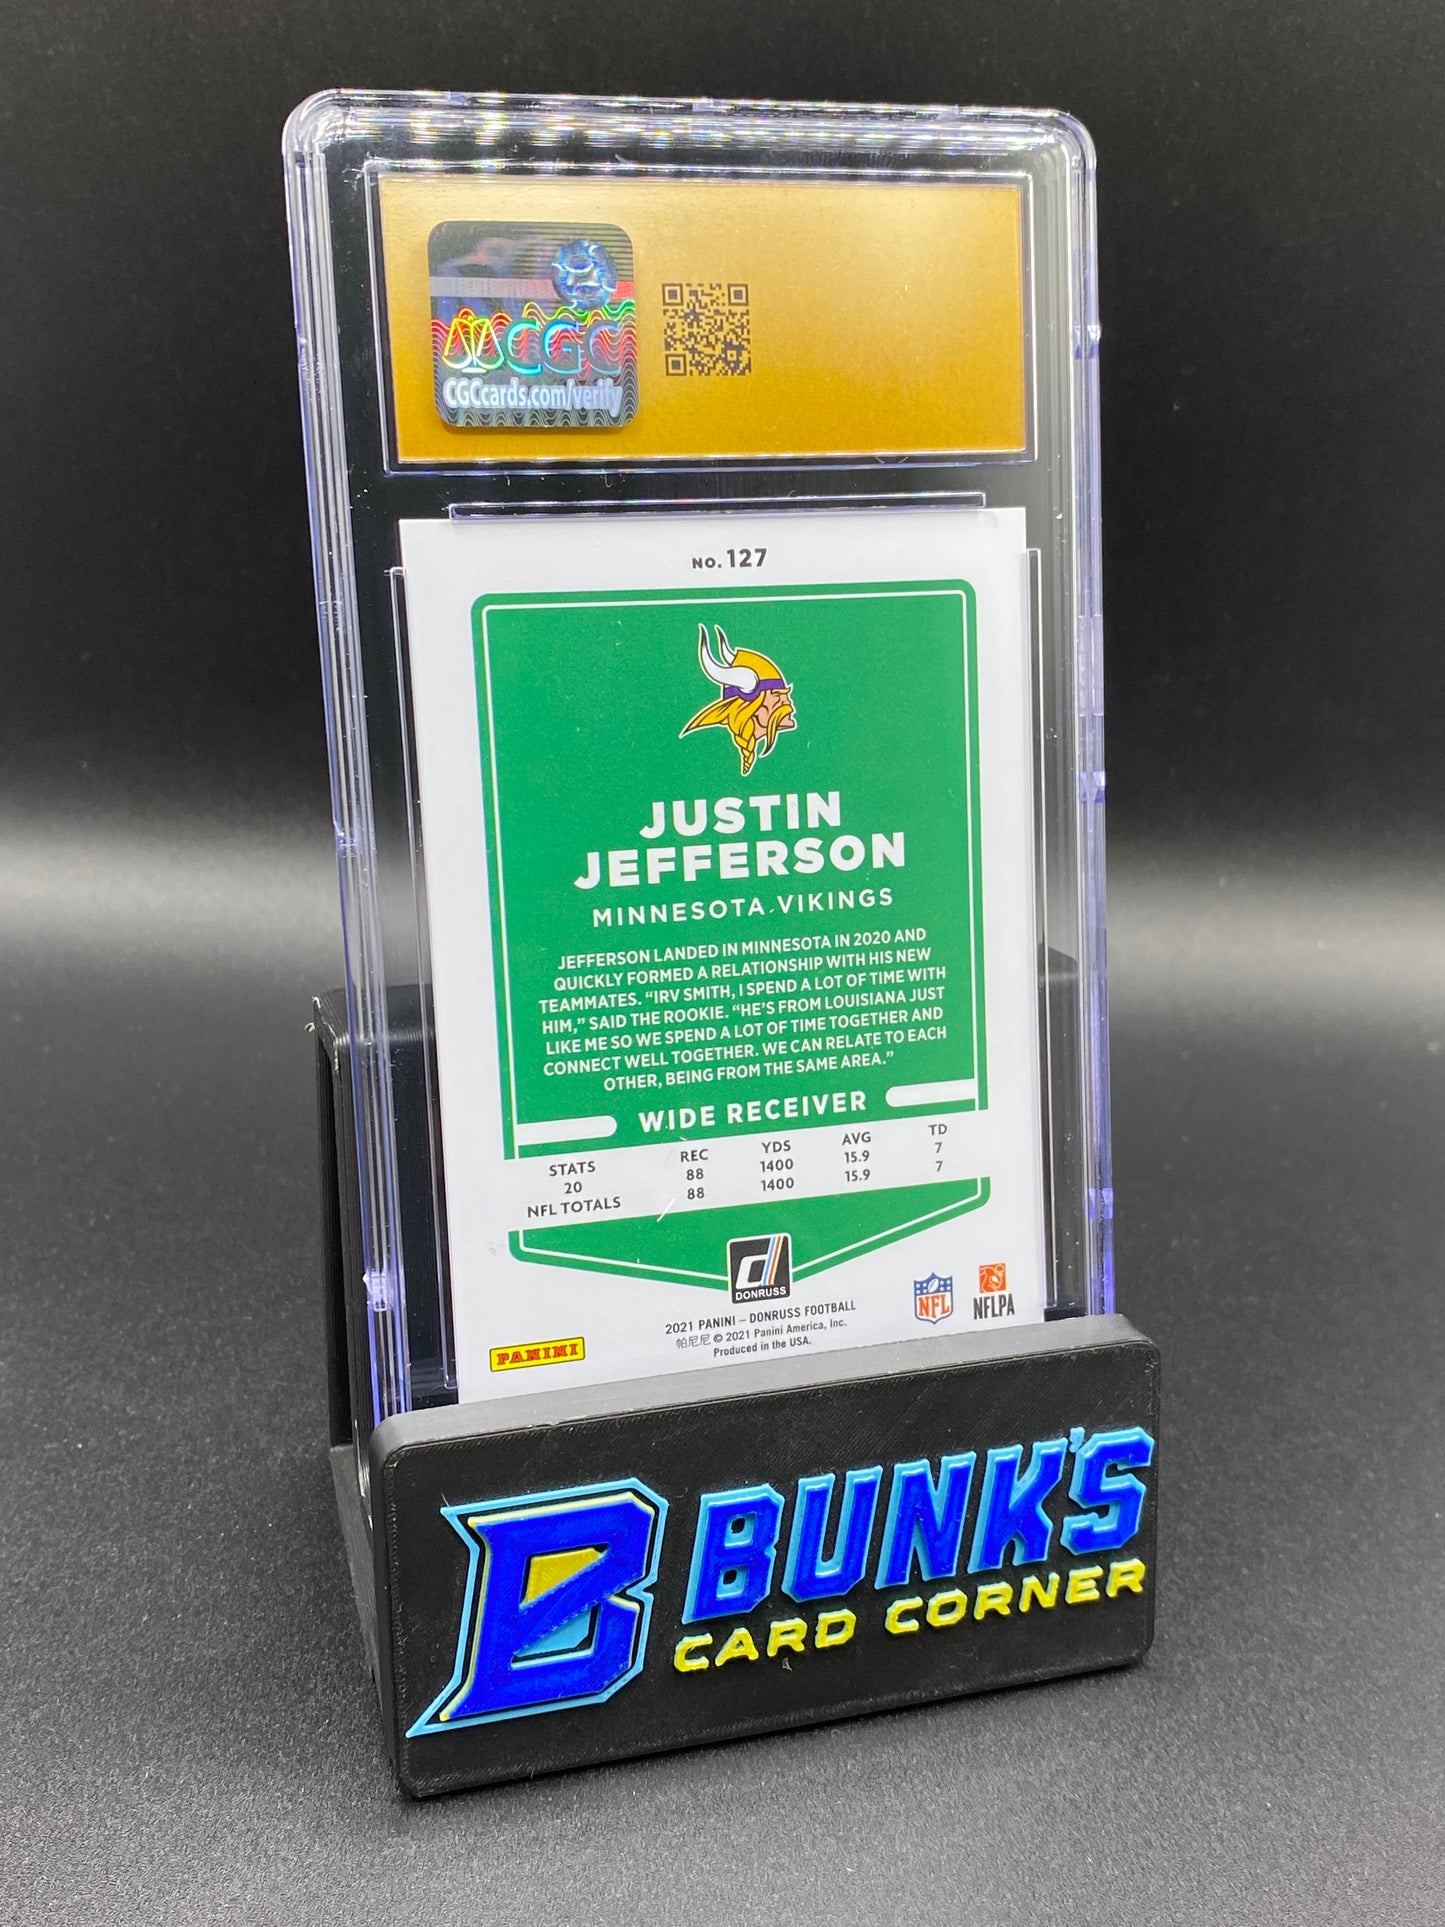 CGC
CGCcards.com/verify
NO. 127
JUSTIN
JEFFERSON
MINNESOTA VIKINGS
JEFFERSON LANDED IN MINNESOTA IN 2020 AND
QUICKLY FORMED A RELATIONSHIP WITH HIS NEW
TEAMMATES. “IRV SMITH, I SPEND A LOT OF TIME WITH
HIM,” SAID THE ROOKIE. “HE’S FROM LOUISIANA JUST
LIKE ME SO WE SPEND A LOT OF TIME TOGETHER AND
CONNECT WELL TOGETHER. WE CAN RELATE TO EACH
OTHER, BEING FROM THE SAME AREA.”
WIDE RECEIVER
STATS REC YDS AVG TD
20 88 1400 15.9 7
NFL TOTALS 88 1400 15.9 7
d
DONRUSS
PANINI
2021 PANINI – DONRUSS FOOTBALL
帕尼尼 © 2021 Panini America, Inc.
Produced in the USA.
NFL
NFLPA
B
BUNK'S
CARD CORNER